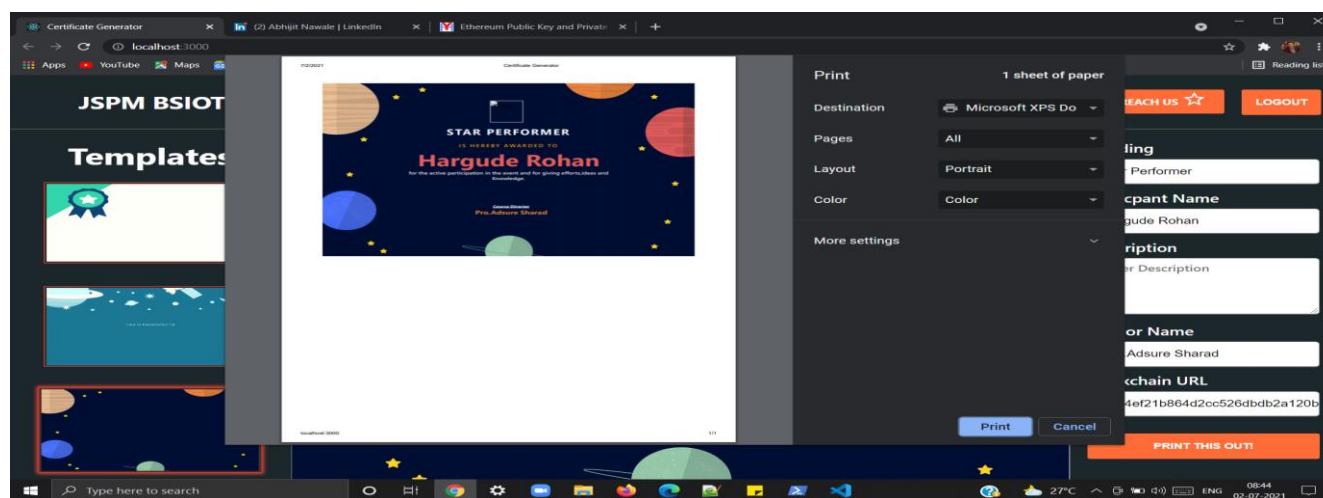 Certificate Generator
(2) Abhijit Nawale | LinkedIn
Ethereum Public Key and Private
localhost:3000
Apps
YouTube
Maps
Reading list
JSPM BSIOT
EACH US
LOGOUT
Templates
7/2/2021
Certificate Generator
STAR PERFORMER
IS HEREBY AWARDED TO
Hargude Rohan
for the active participation in the event and for giving efforts,ideas and
Knowledge.
Course Director
Pro.Adsure Sharad
localhost:3000
1/1
Print
1 sheet of paper
Destination
Microsoft XPS Do
Pages
All
Layout
Portrait
Color
Color
More settings
Print
Cancel
ding
Performer
cpant Name
gude Rohan
ription
er Description
or Name
Adsure Sharad
chain URL
4ef21b864d2cc526dbdb2a120b
PRINT THIS OUT!
Type here to search
27°C
ENG
08:44
02-07-2021